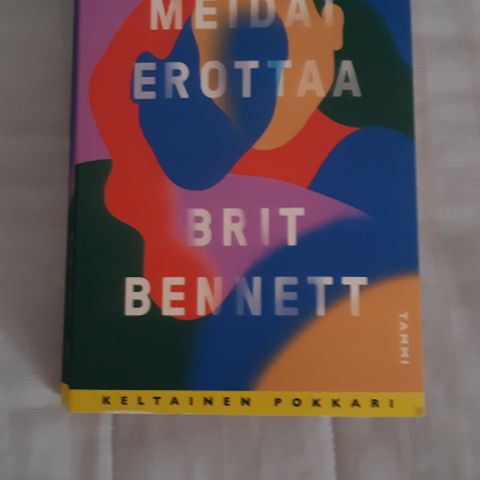 MEIDÄT
EROTTAA
BRIT
BENNETT
TAMMI
KELTAINEN POKKARI